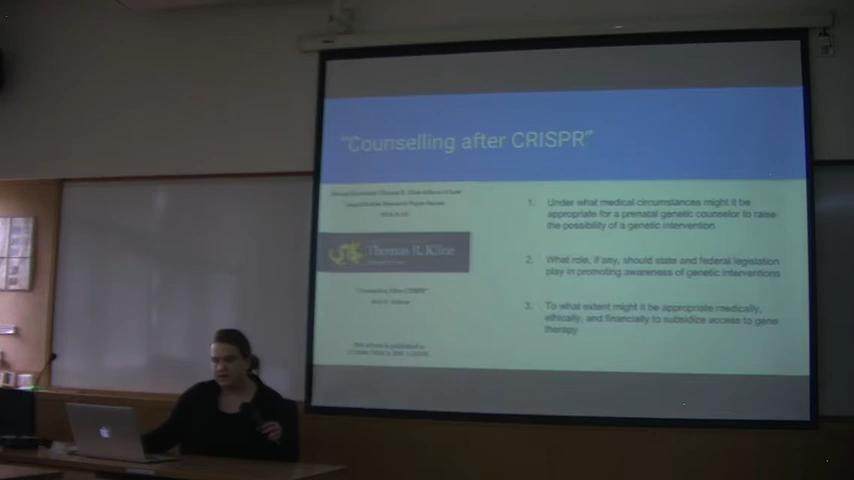 "Counselling after CRISPR"
Thomas R. Kline
"Counselling After CRISPR"
1. Under what medical circumstances might it be
appropriate for a prenatal genetic counselor to raise
the possibility of a genetic intervention
2. What role, if any, should state and federal legislation
play in promoting awareness of genetic interventions
3. To what extent might it be appropriate medically,
ethically, and financially to subsidize access to gene
therapy